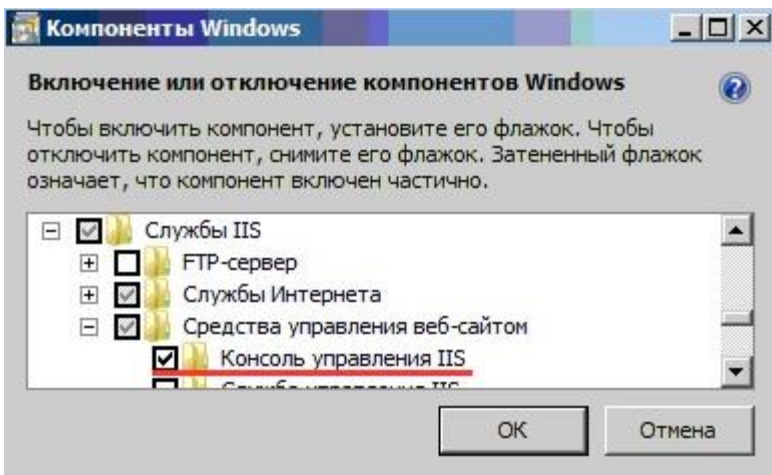 Компоненты Windows
Включение или отключение компонентов Windows
Чтобы включить компонент, установите его флажок. Чтобы
отключить компонент, снимите его флажок. Затененный флажок
означает, что компонент включен частично.
Службы IIS
FTP-сервер
Службы Интернета
Средства управления веб-сайтом
Консоль управления IIS
OK Отмена